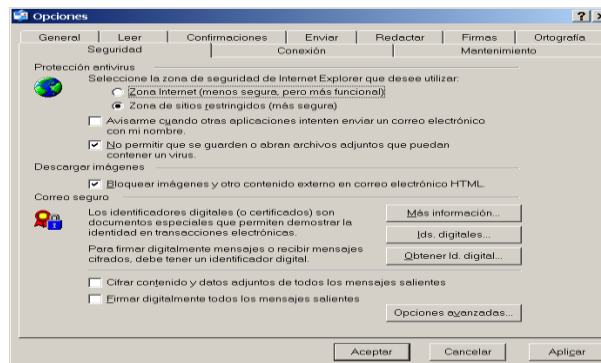 Opciones
General Leer Confirmaciones Enviar Redactar Firmas Ortografía
Seguridad Conexión Mantenimiento
Protección antivirus
Seleccione la zona de seguridad de Internet Explorer que desee utilizar:
Zona Internet (menos segura, pero más funcional)
Zona de sitios restringidos (más segura)
Avisarme cuando otras aplicaciones intenten enviar un correo electrónico
con mi nombre.
No permitir que se guarden o abran archivos adjuntos que puedan
contener un virus.
Descargar imágenes
Bloquear imágenes y otro contenido externo en correo electrónico HTML.
Correo seguro
Los identificadores digitales (o certificados) son
documentos especiales que permiten demostrar la
identidad en transacciones electrónicas.
Más información...
Ids. digitales...
Para firmar digitalmente mensajes o recibir mensajes
cifrados, debe tener un identificador digital.
Obtener Id. digital...
Cifrar contenido y datos adjuntos de todos los mensajes salientes
Firmar digitalmente todos los mensajes salientes
Opciones avanzadas...
Aceptar Cancelar Aplicar